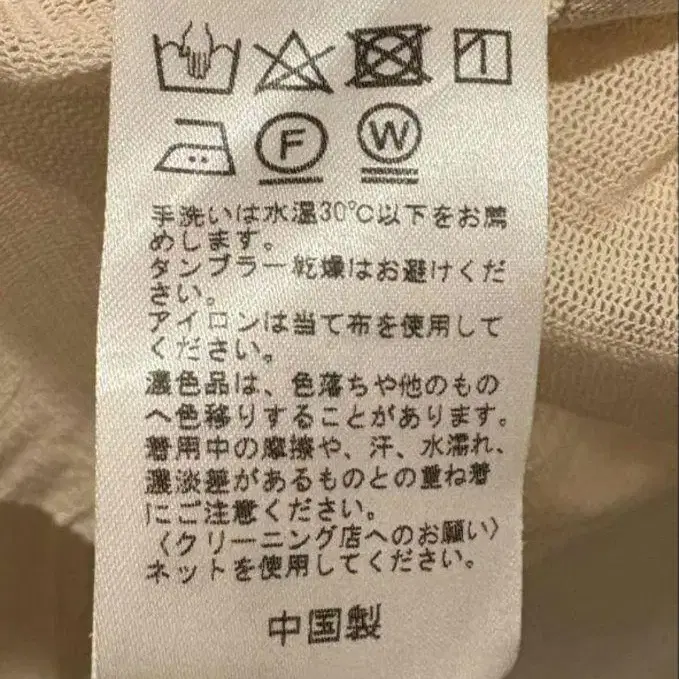 F W
手洗いは水温30℃以下をお薦
めします。
タンブラー乾燥はお避けくだ
さい。
アイロンは当て布を使用して
ください。
濃色品は、色落ちや他のもの
へ色移りすることがあります。
着用中の摩擦や、汗、水濡れ、
濃淡差があるものとの重ね着
にご注意ください。
〈クリーニング店へのお願い〉
ネットを使用してください。
中国製